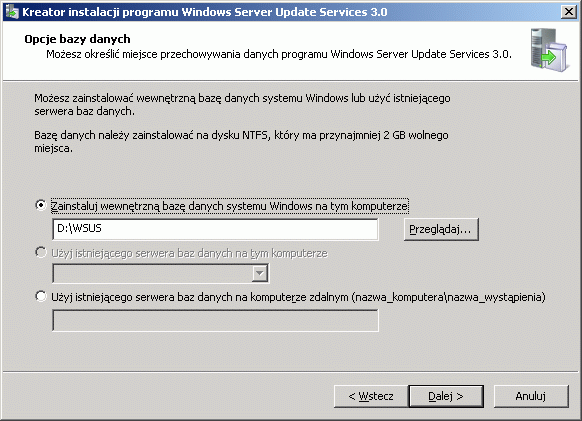 Kreator instalacji programu Windows Server Update Services 3.0
Opcje bazy danych
Możesz określić miejsce przechowywania danych programu Windows Server Update Services 3.0.
Możesz zainstalować wewnętrzną bazę danych systemu Windows lub użyć istniejącego
serwera baz danych.
Bazę danych należy zainstalować na dysku NTFS, który ma przynajmniej 2 GB wolnego
miejsca.
Zainstaluj wewnętrzną bazę danych systemu Windows na tym komputerze
D:\WSUS
Przeglądaj...
Użyj istniejącego serwera baz danych na tym komputerze
Użyj istniejącego serwera baz danych na komputerze zdalnym (nazwa_komputera\nazwa_wystąpienia)
< Wstecz
Dalej >
Anuluj